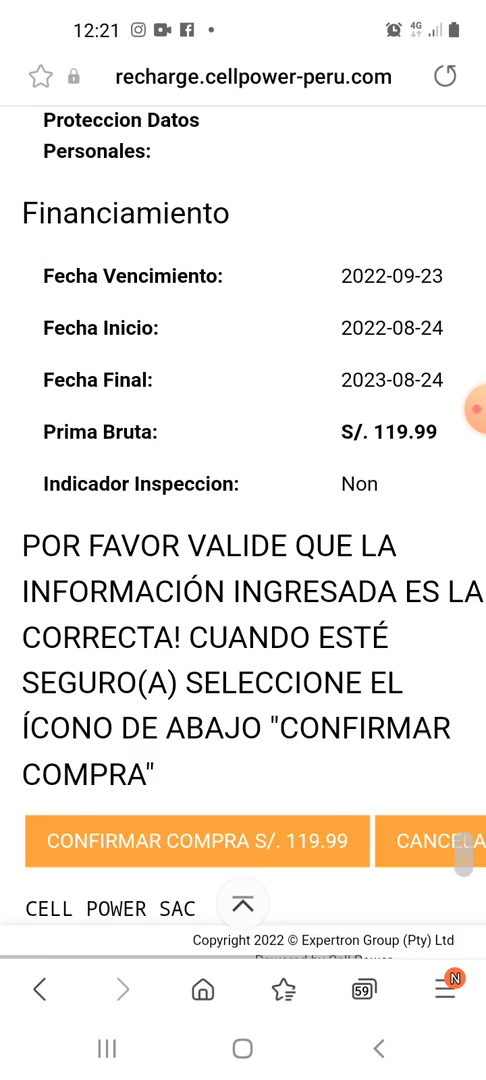 12:21
4G
recharge.cellpower-peru.com
Proteccion Datos
Personales:
Financiamiento
Fecha Vencimiento: 2022-09-23
Fecha Inicio: 2022-08-24
Fecha Final: 2023-08-24
Prima Bruta: S/. 119.99
Indicador Inspeccion: Non
POR FAVOR VALIDE QUE LA
INFORMACIÓN INGRESADA ES LA
CORRECTA! CUANDO ESTÉ
SEGURO(A) SELECCIONE EL
ÍCONO DE ABAJO "CONFIRMAR
COMPRA"
CONFIRMAR COMPRA S/. 119.99 CANCELA
CELL POWER SAC
Copyright 2022 © Expertron Group (Pty) Ltd
59 N